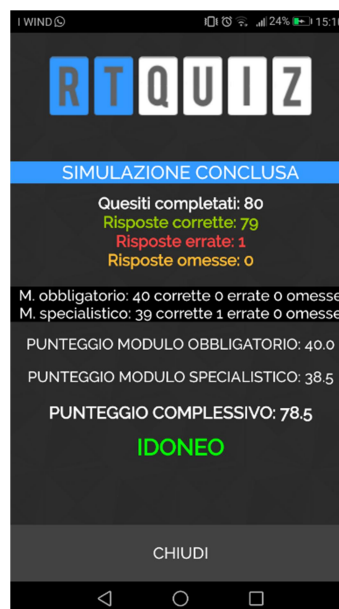 I WIND 24% 15:10
RTQUIZ
SIMULAZIONE CONCLUSA
Quesiti completati: 80
Risposte corrette: 79
Risposte errate: 1
Risposte omesse: 0
M. obbligatorio: 40 corrette 0 errate 0 omesse
M. specialistico: 39 corrette 1 errate 0 omesse
PUNTEGGIO MODULO OBBLIGATORIO: 40.0
PUNTEGGIO MODULO SPECIALISTICO: 38.5
PUNTEGGIO COMPLESSIVO: 78.5
IDONEO
CHIUDI